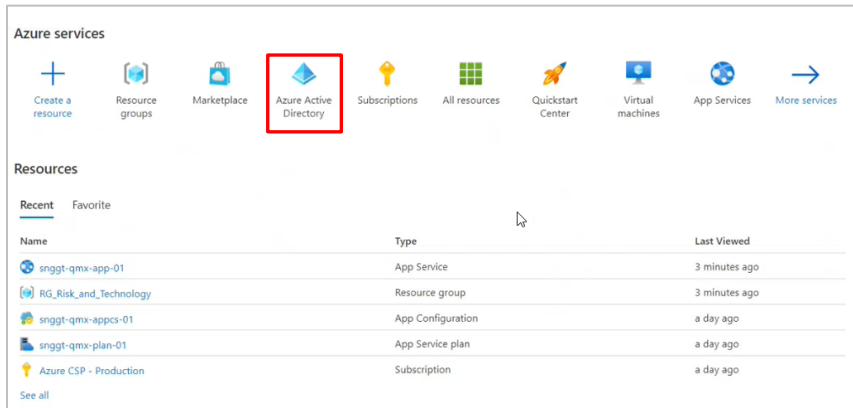 Azure services
Create a resource
Resource groups
Marketplace
Azure Active Directory
Subscriptions
All resources
Quickstart Center
Virtual machines
App Services
More services
Resources
Recent Favorite
Name Type Last Viewed
snggt-qmx-app-01 App Service 3 minutes ago
RG_Risk_and_Technology Resource group 3 minutes ago
snggt-qmx-appcs-01 App Configuration a day ago
snggt-qmx-plan-01 App Service plan a day ago
Azure CSP - Production Subscription a day ago
See all